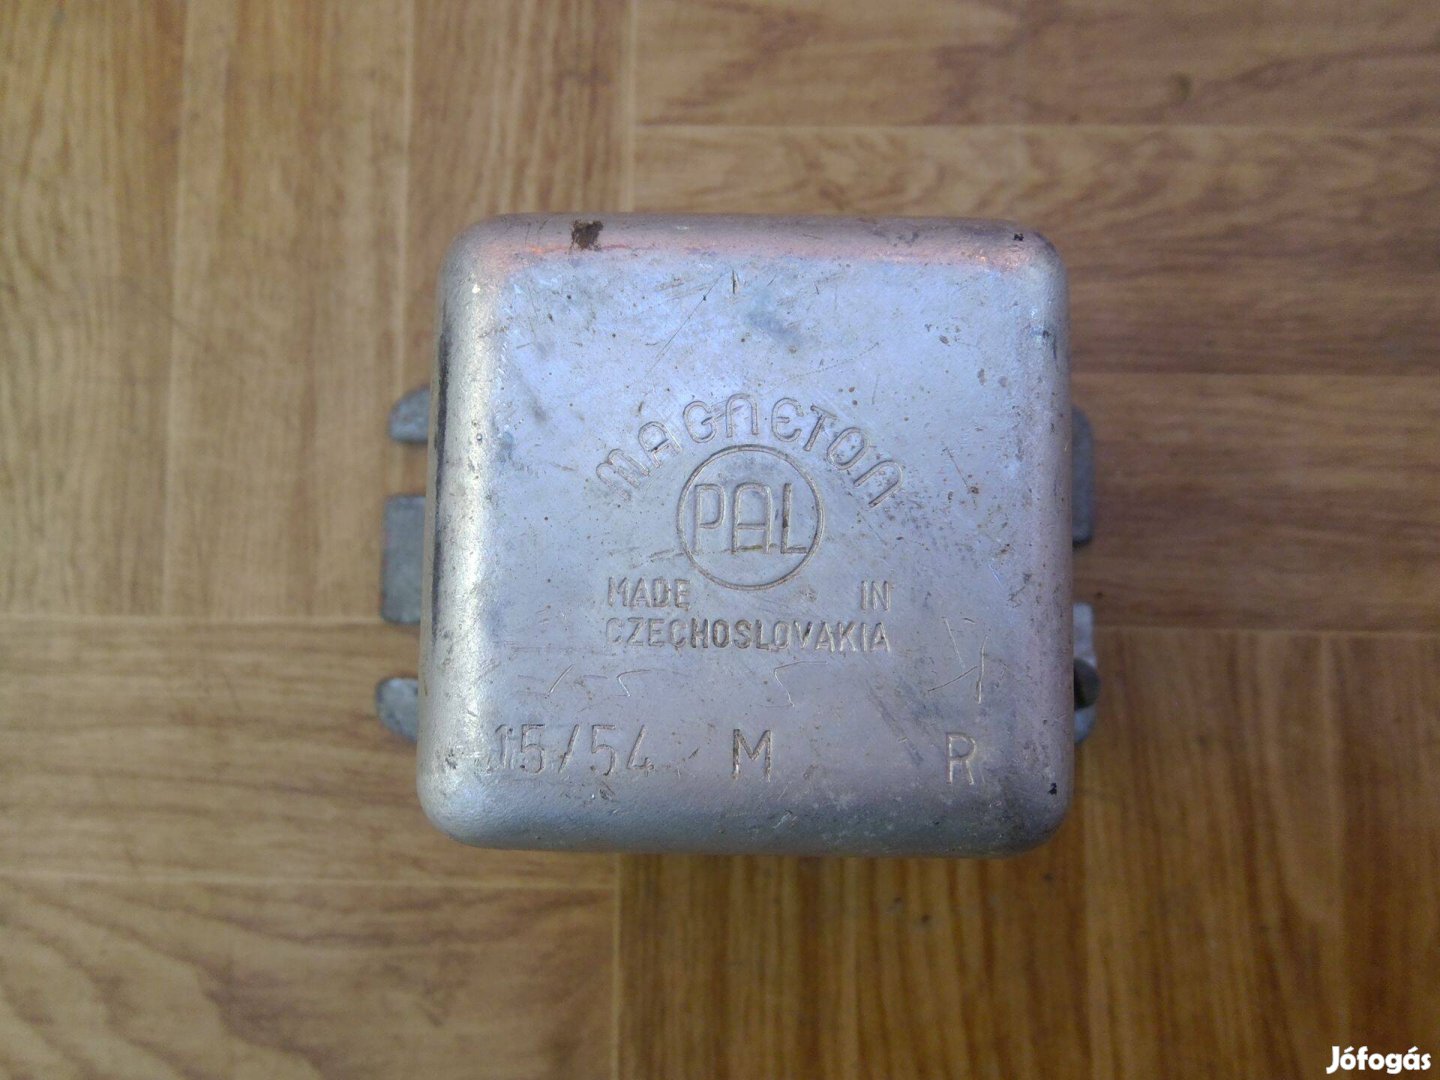 MAGNETON
PAL
MADE IN
CZECHOSLOVAKIA
15/54 M R
Jófogás